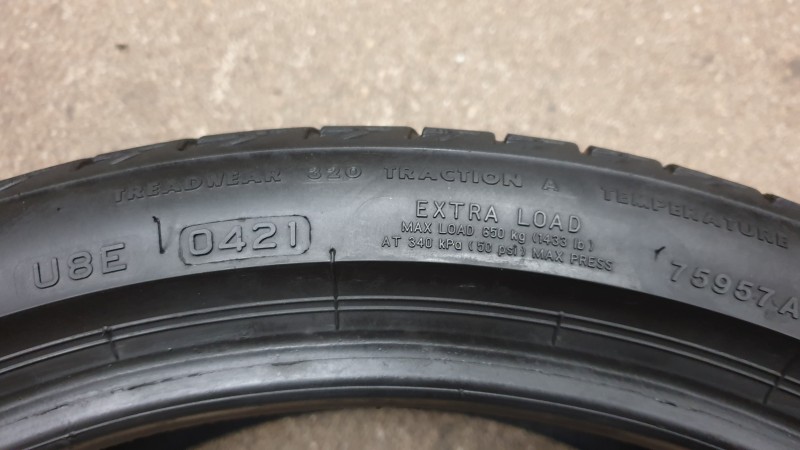 TREADWEAR 320 TRACTION A TEMPERATURE
U8E 0421
EXTRA LOAD
MAX LOAD 650 kg (1433 lb)
AT 340 kPa (50 psi) MAX PRESS
75957A